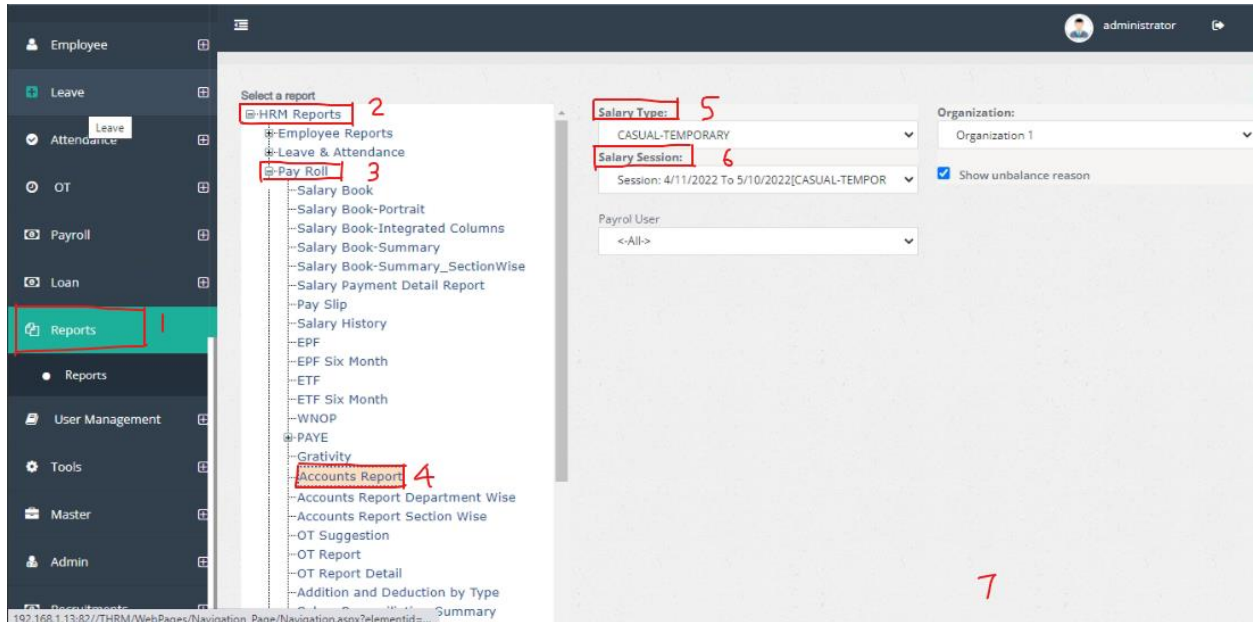 administrator
Employee
Leave
Leave
Attendance
OT
Payroll
Loan
Reports
1
Reports
User Management
Tools
Master
Admin
Recruitments
192.168.1.13:82//THRM/WebPages/Navigation_Page/Navigation.aspx?elementid=...
Select a report
HRM Reports 2
Employee Reports
Leave & Attendance
Pay Roll 3
Salary Book
Salary Book-Portrait
Salary Book-Integrated Columns
Salary Book-Summary
Salary Book-Summary_SectionWise
Salary Payment Detail Report
Pay Slip
Salary History
EPF
EPF Six Month
ETF
ETF Six Month
WNOP
PAYE
Grativity
Accounts Report 4
Accounts Report Department Wise
Accounts Report Section Wise
OT Suggestion
OT Report
OT Report Detail
Addition and Deduction by Type
Summary
Salary Type: 5
CASUAL-TEMPORARY
Salary Session: 6
Session: 4/11/2022 To 5/10/2022[CASUAL-TEMPOR
Payrol User
<-All->
Organization:
Organization 1
Show unbalance reason
7